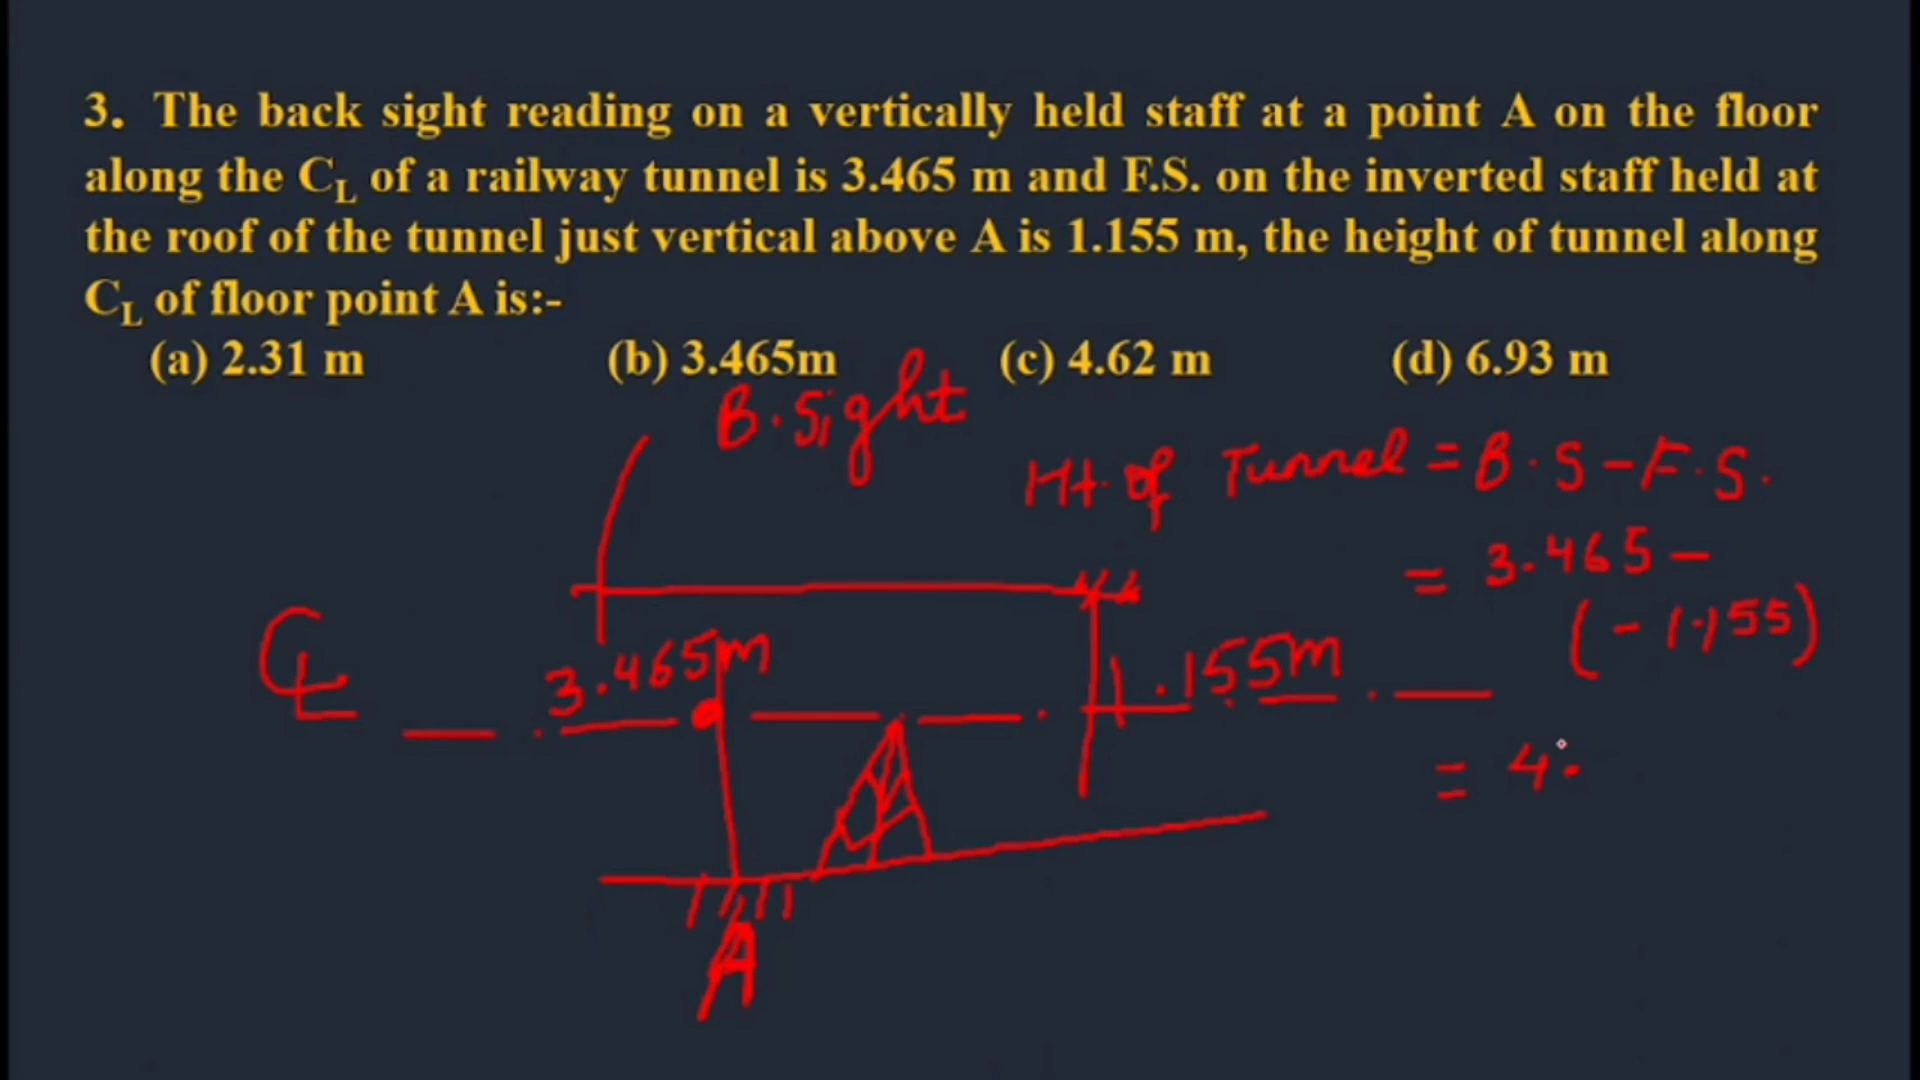 3. The back sight reading on a vertically held staff at a point A on the floor
along the CL of a railway tunnel is 3.465 m and F.S. on the inverted staff held at
the roof of the tunnel just vertical above A is 1.155 m, the height of tunnel along
CL of floor point A is:-
(a) 2.31 m (b) 3.465m (c) 4.62 m (d) 6.93 m
B.Sight
Ht. of Tunnel = B.S - F.S.
= 3.465 -
(-1.155)
CL
3.465m
1.155m
= 4.
A